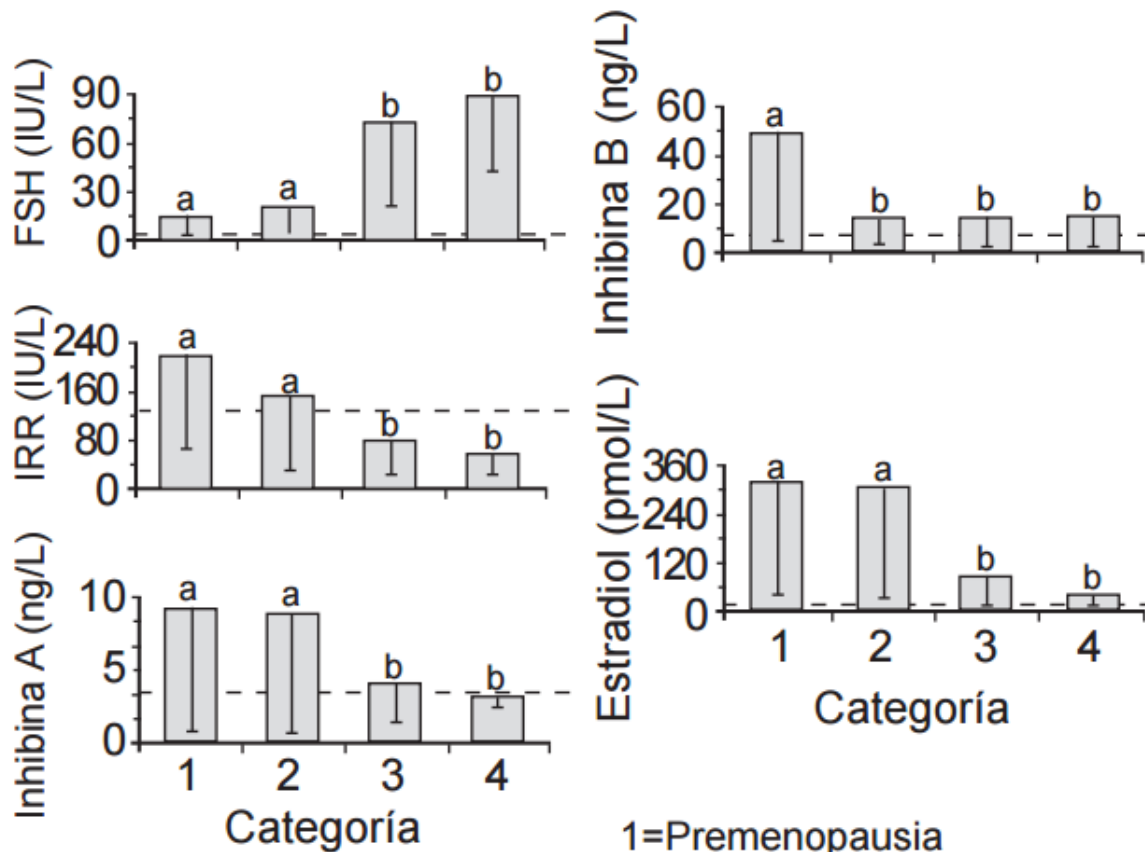 FSH (IU/L)
90
60
30
0
a
a
b
b
IRR (IU/L)
240
160
80
0
a
a
b
b
Inhibina A (ng/L)
10
5
0
a
a
b
b
1 2 3 4
Categoría
Inhibina B (ng/L)
60
40
20
0
a
b
b
b
Estradiol (pmol/L)
360
240
120
0
a
a
b
b
1 2 3 4
Categoría
1=Premenopausia